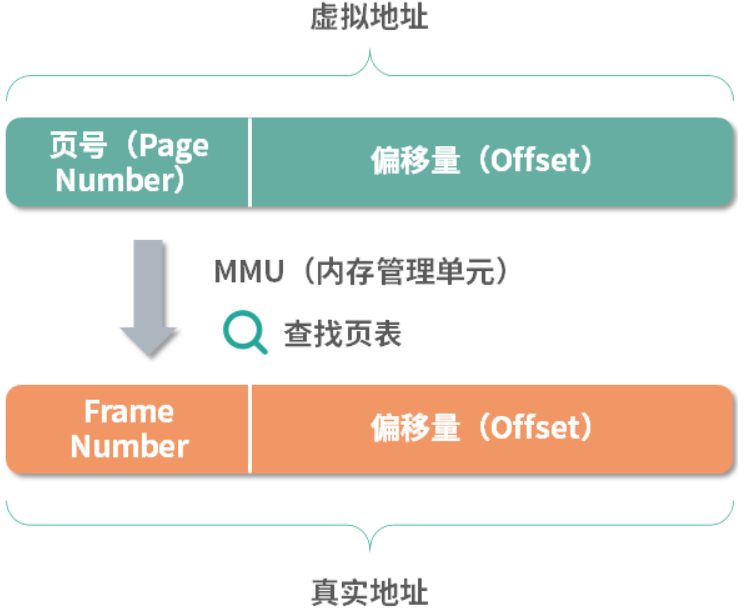 虚拟地址
页号（Page
Number）
偏移量（Offset）
MMU（内存管理单元）
查找页表
Frame
Number
偏移量（Offset）
真实地址